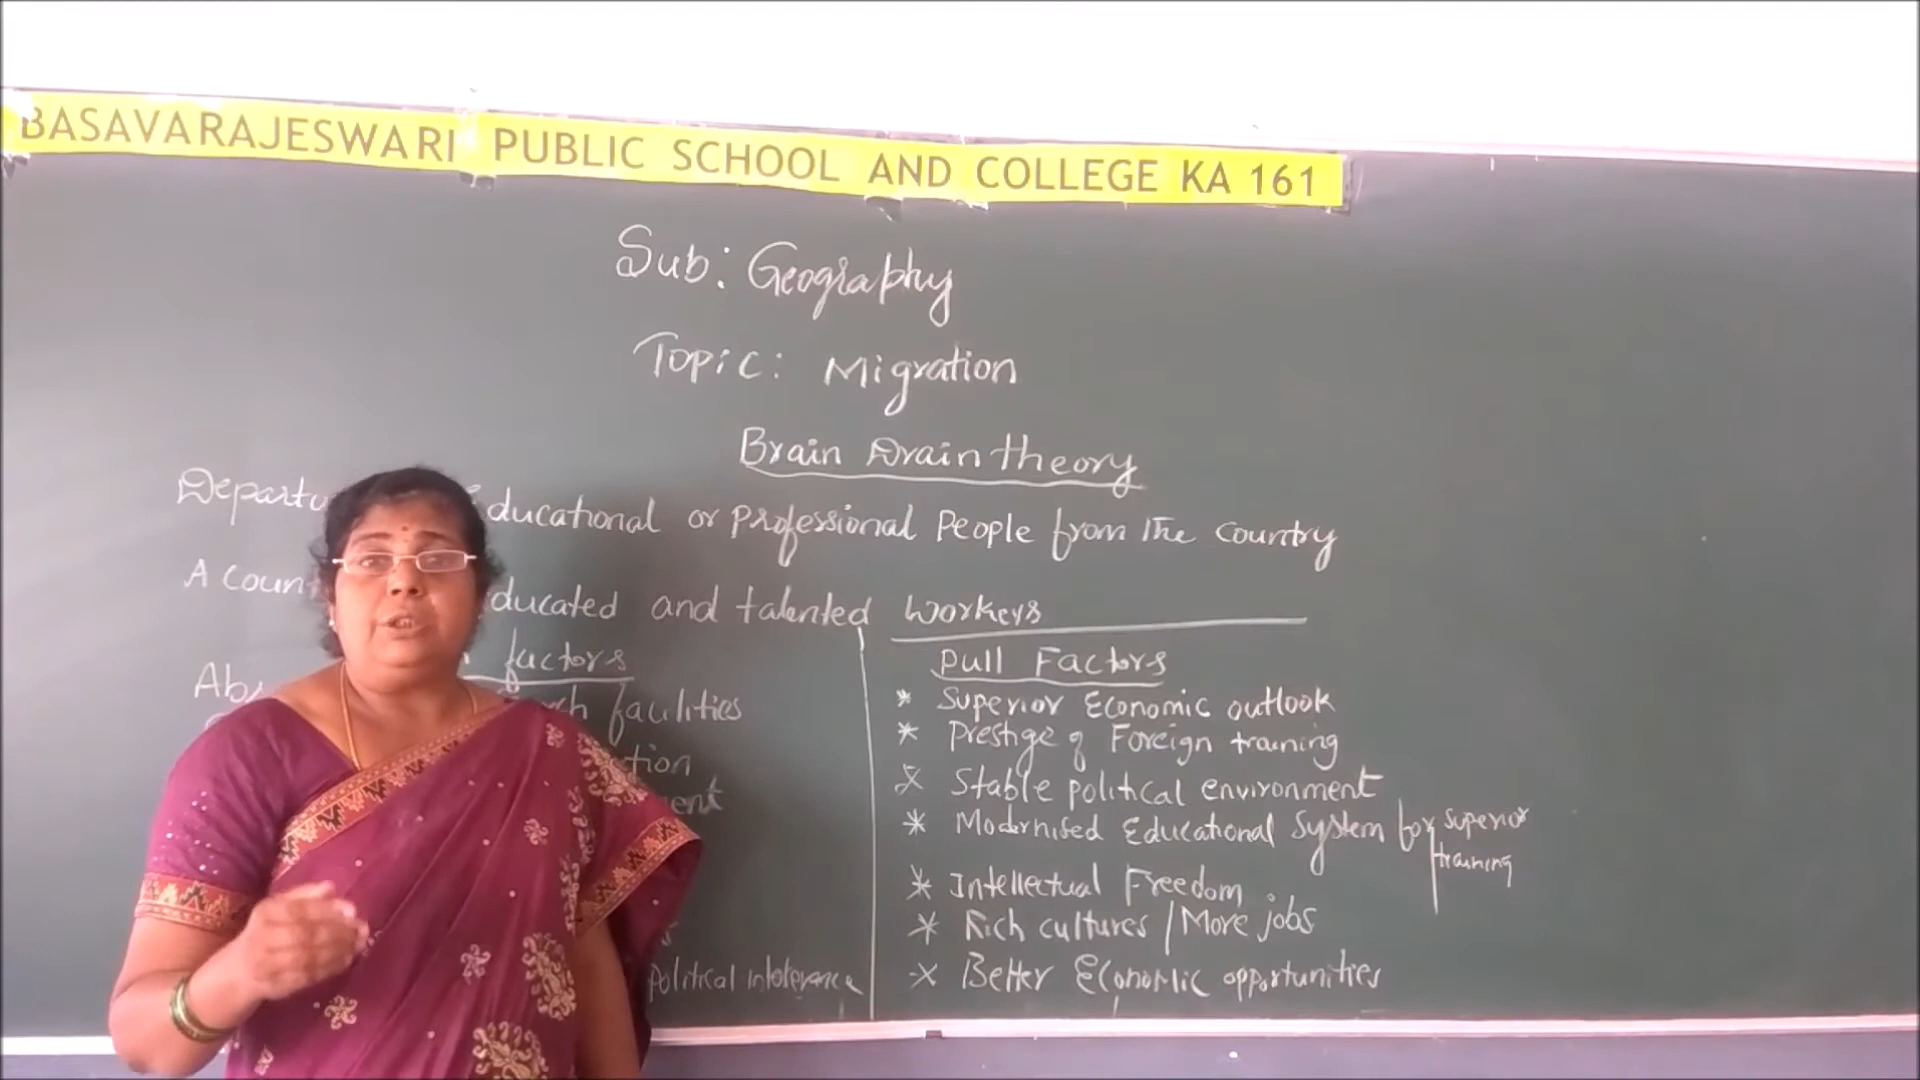 BASAVARAJESWARI PUBLIC SCHOOL AND COLLEGE KA 161
Sub: Geography
Topic: Migration
Brain Drain theory
ducational or professional People from The country
A ducated and talented workers
factors
facilities
political intolerence
Pull Factors
* Superior Economic outlook
* Prestige of Foreign training
* Stable political environment
* Modernised Educational System for superior
training
* Intellectual Freedom
* Rich cultures / More jobs
* Better Economic opportunities